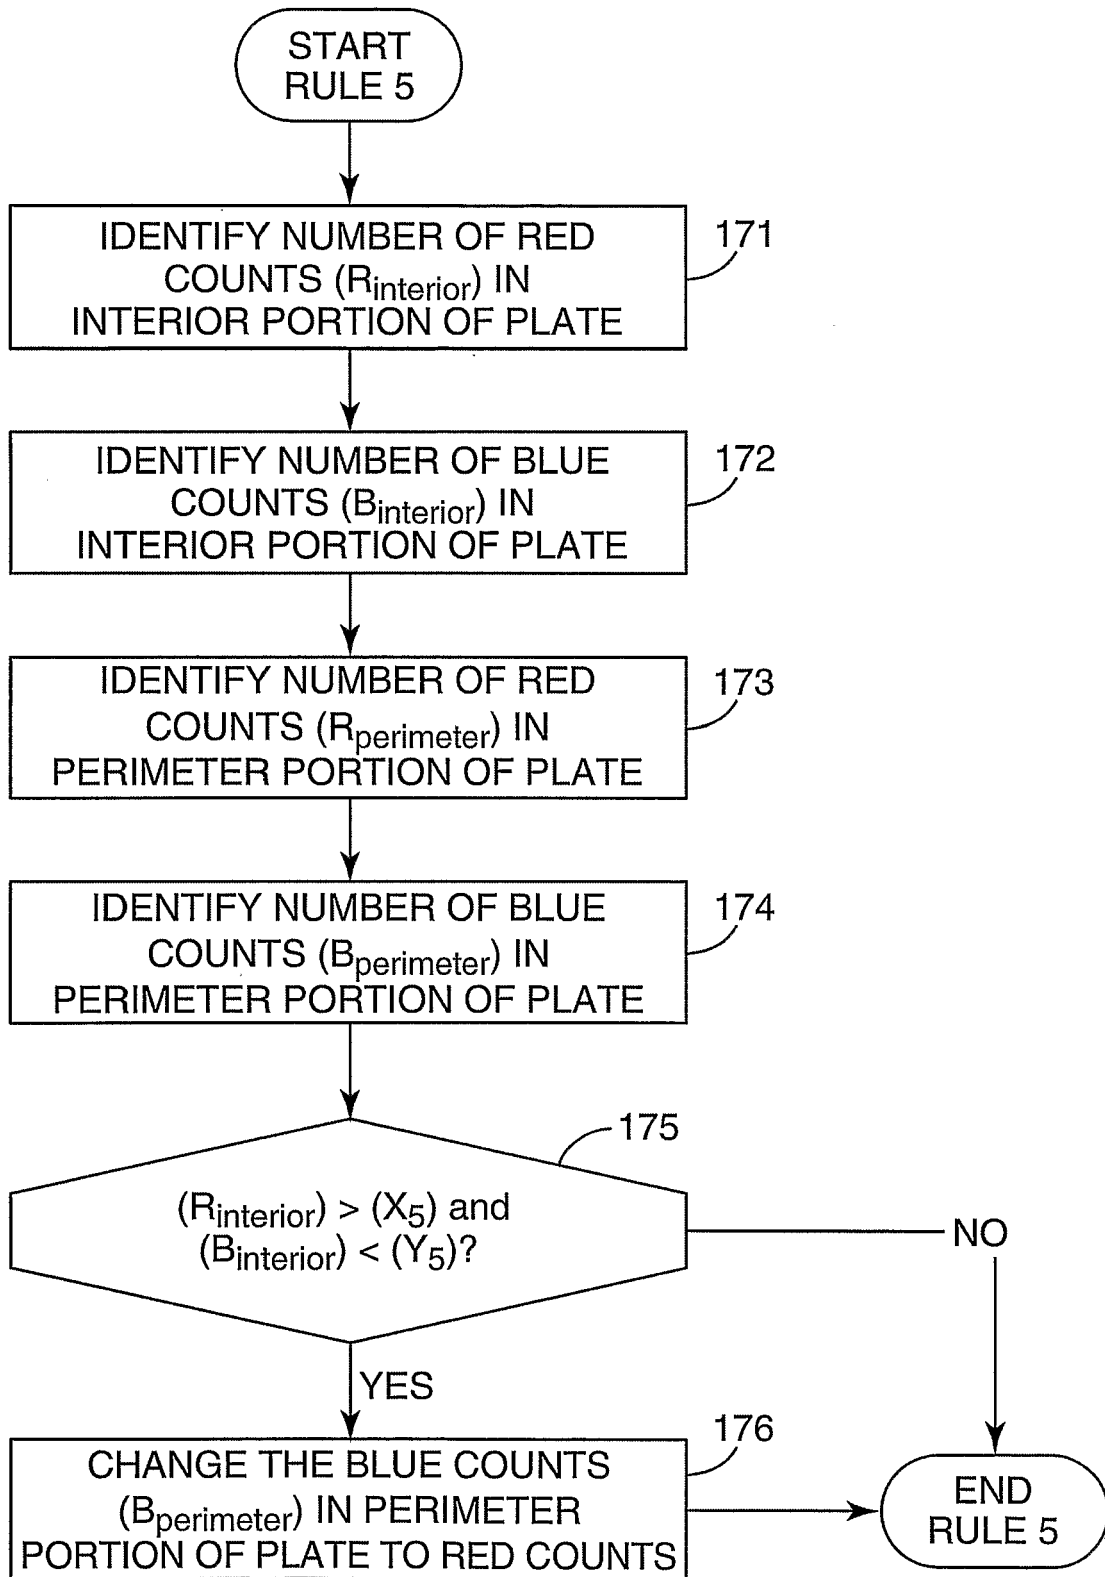 START
RULE 5
IDENTIFY NUMBER OF RED
COUNTS (Rinterior) IN
INTERIOR PORTION OF PLATE
171
IDENTIFY NUMBER OF BLUE
COUNTS (Binterior) IN
INTERIOR PORTION OF PLATE
172
IDENTIFY NUMBER OF RED
COUNTS (Rperimeter) IN
PERIMETER PORTION OF PLATE
173
IDENTIFY NUMBER OF BLUE
COUNTS (Bperimeter) IN
PERIMETER PORTION OF PLATE
174
175
(Rinterior) > (X5) and
(Binterior) < (Y5)?
NO
YES
176
CHANGE THE BLUE COUNTS
(Bperimeter) IN PERIMETER
PORTION OF PLATE TO RED COUNTS
END
RULE 5